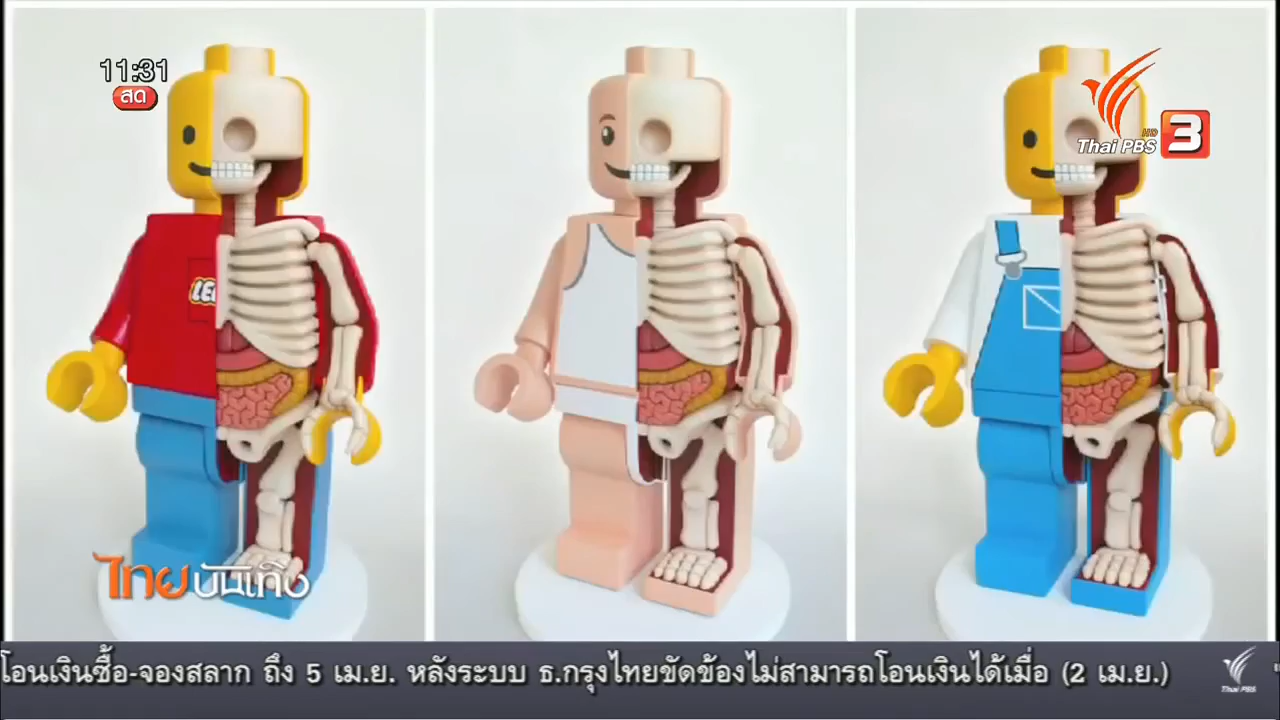 11:31
สด
HD
Thai PBS 3
LEG
ไทยบันเทิง
โอนเงินซื้อ-จองสลาก ถึง 5 เม.ย. หลังระบบ ธ.กรุงไทยขัดข้องไม่สามารถโอนเงินได้เมื่อ (2 เม.ย.)
Thai PBS